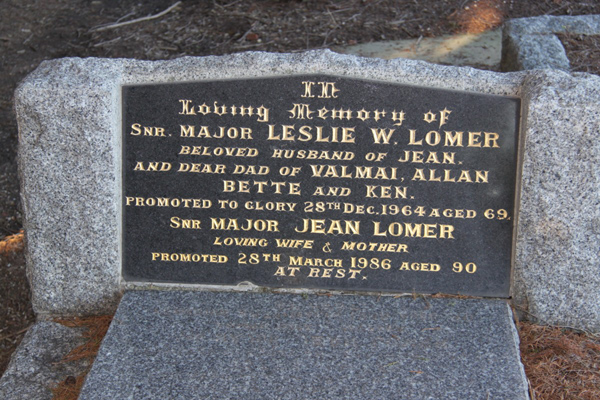 In
Loving Memory of
SNR. MAJOR LESLIE W. LOMER
BELOVED HUSBAND OF JEAN.
AND DEAR DAD OF VALMAI, ALLAN
BETTE AND KEN.
PROMOTED TO GLORY 28TH DEC. 1964 AGED 69.
SNR MAJOR JEAN LOMER
LOVING WIFE & MOTHER
PROMOTED 28TH MARCH 1986 AGED 90
AT REST.